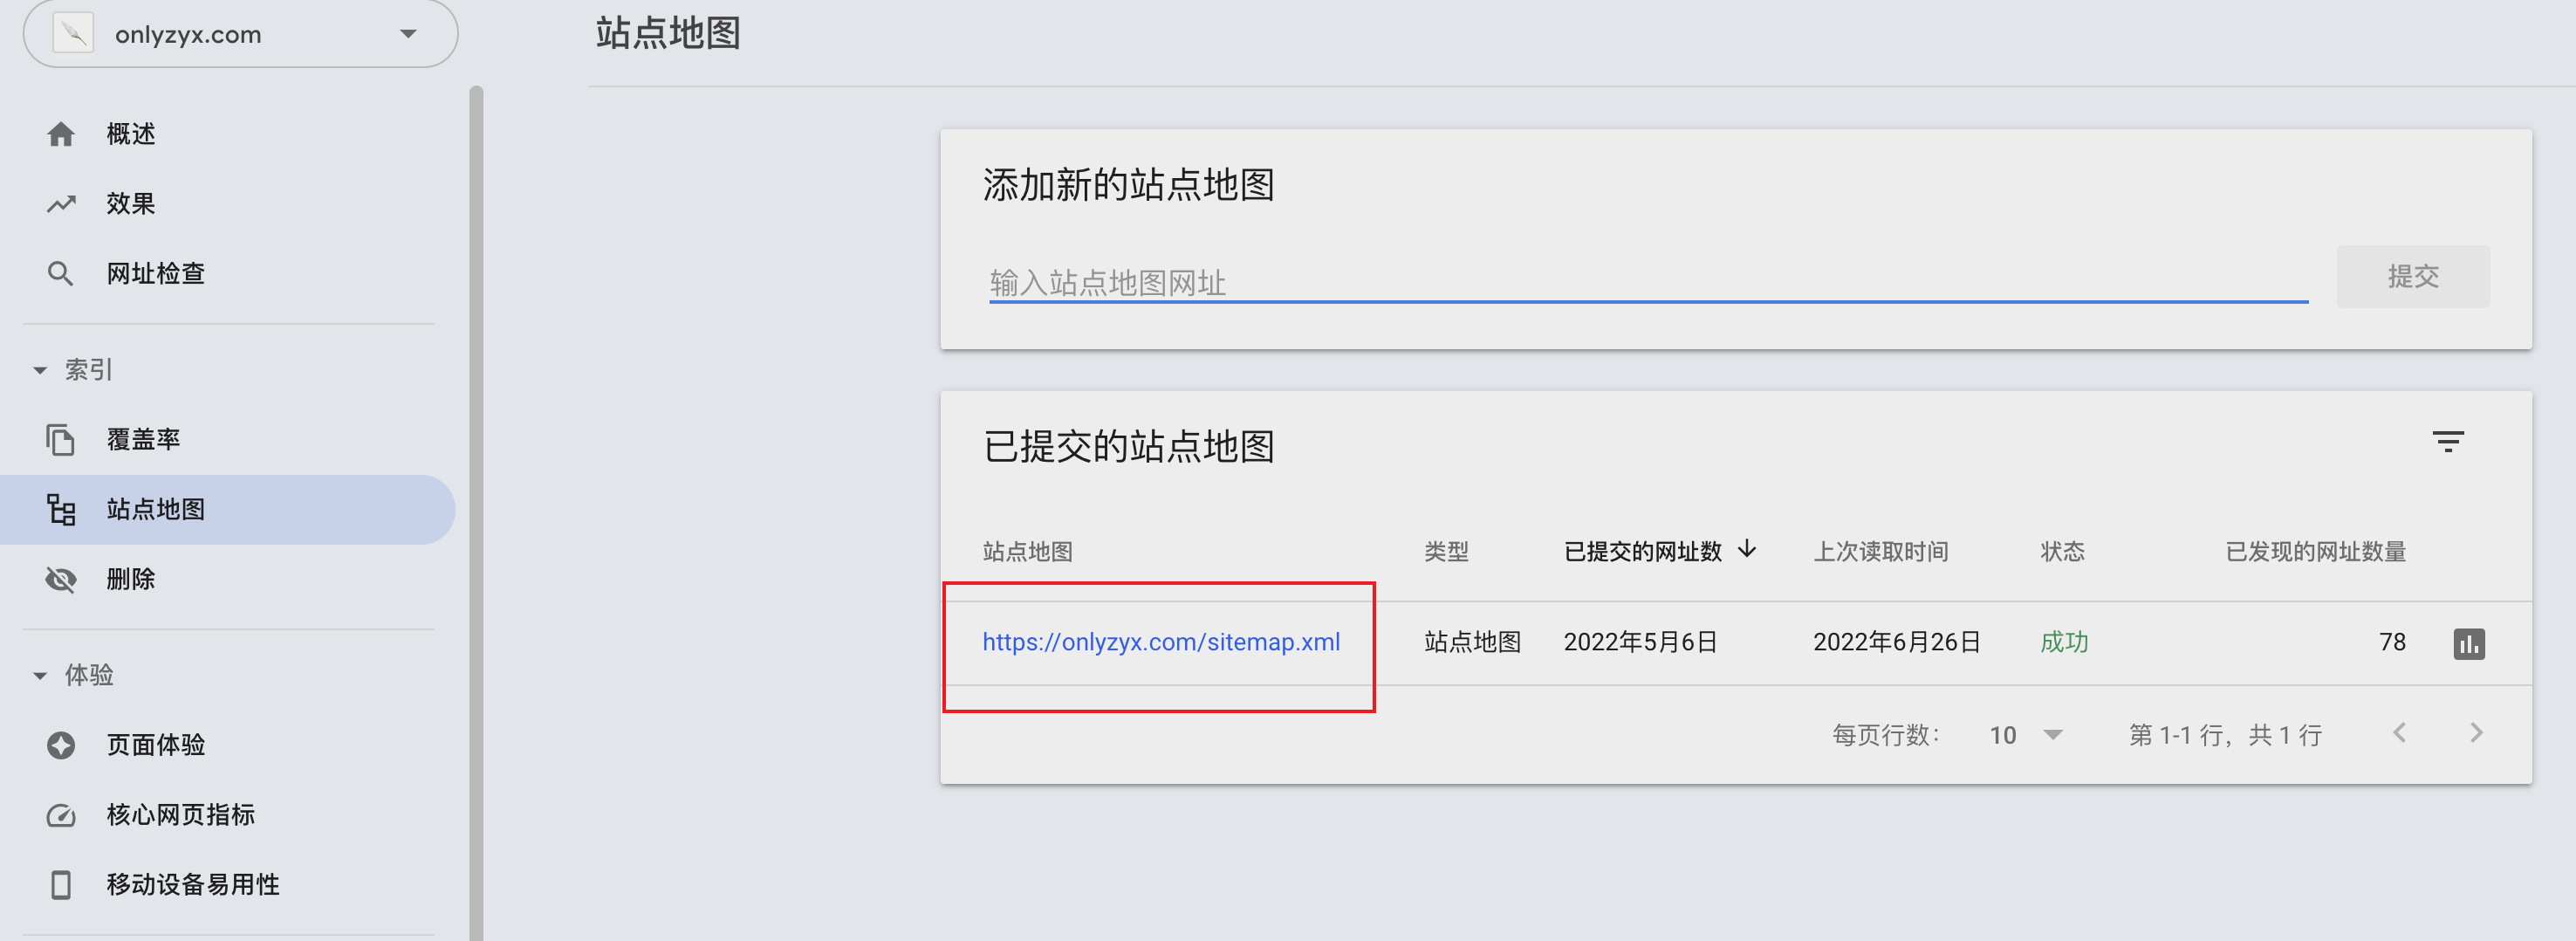 onlyzyx.com
概述
效果
网址检查
索引
覆盖率
站点地图
删除
体验
页面体验
核心网页指标
移动设备易用性
站点地图
添加新的站点地图
输入站点地图网址
提交
已提交的站点地图
站点地图 类型 已提交的网址数 上次读取时间 状态 已发现的网址数量
https://onlyzyx.com/sitemap.xml 站点地图 2022年5月6日 2022年6月26日 成功 78
每页行数： 10 第 1-1 行，共 1 行